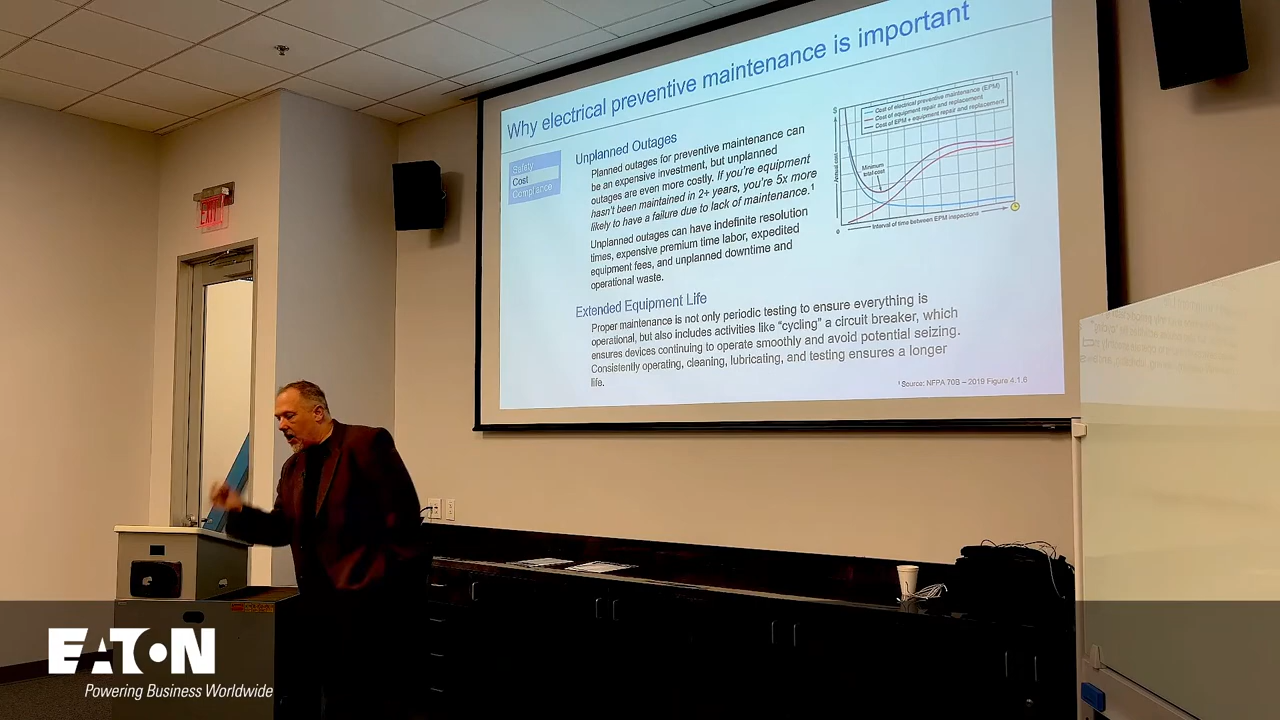 Why electrical preventive maintenance is important
Safety
Cost
Compliance
Unplanned Outages
Planned outages for preventive maintenance can
be an expensive investment, but unplanned
outages are even more costly. If you're equipment
hasn't been maintained in 2+ years, you're 5x more
likely to have a failure due to lack of maintenance.¹
Unplanned outages can have indefinite resolution
times, expensive premium time labor, expedited
equipment fees, and unplanned downtime and
operational waste.
Cost of electrical preventive maintenance (EPM)
Cost of equipment repair and replacement
Cost of EPM + equipment repair and replacement
$
Annual cost
Minimum
total cost
0
Interval of time between EPM inspections
Extended Equipment Life
Proper maintenance is not only periodic testing to ensure everything is
operational, but also includes activities like "cycling" a circuit breaker, which
ensures devices continuing to operate smoothly and avoid potential seizing.
Consistently operating, cleaning, lubricating, and testing ensures a longer
life.
¹ Source: NFPA 70B – 2019 Figure 4.1.6
EXIT
EATON
Powering Business Worldwide